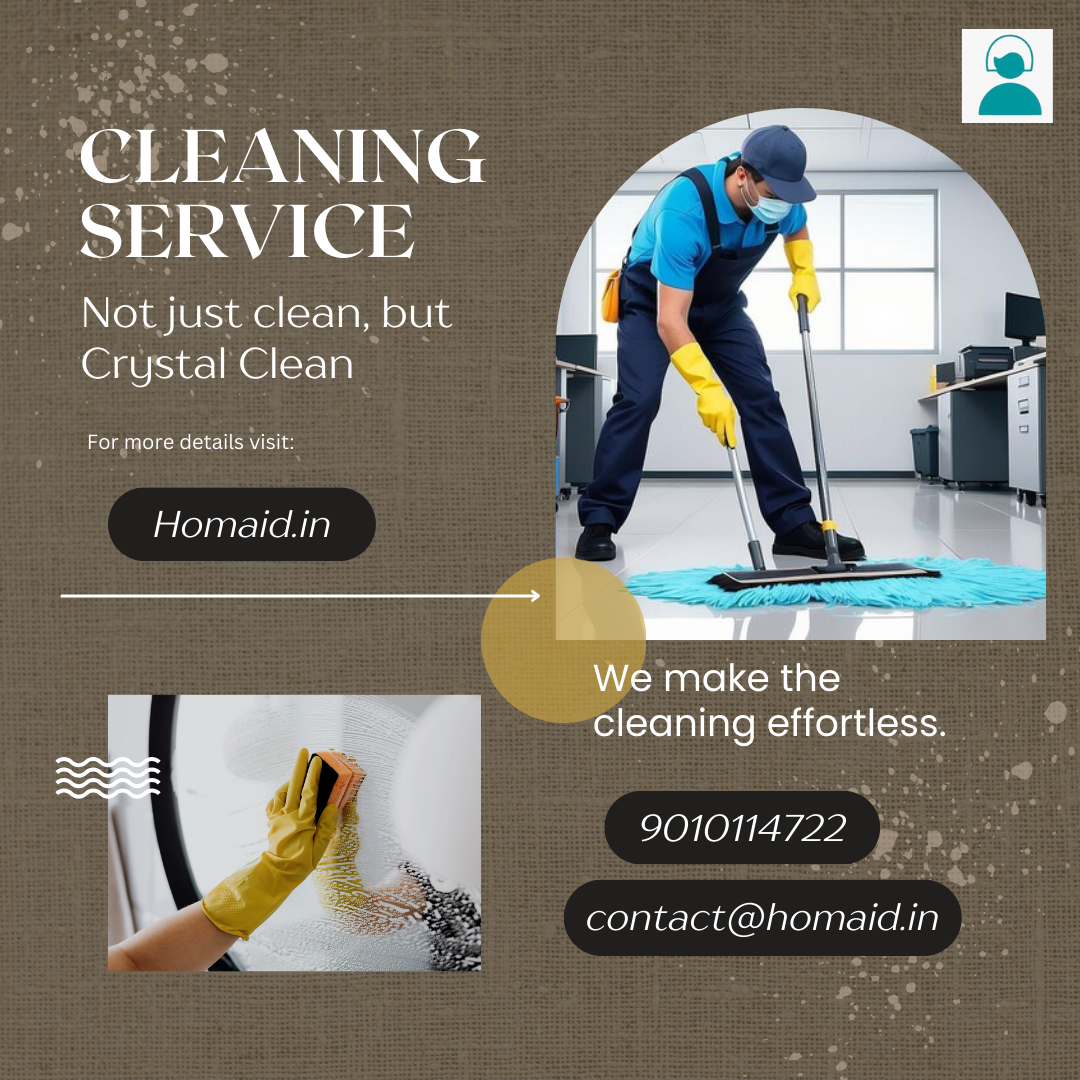 CLEANING
SERVICE
Not just clean, but
Crystal Clean
For more details visit:
Homaid.in
We make the
cleaning effortless.
9010114722
contact@homaid.in